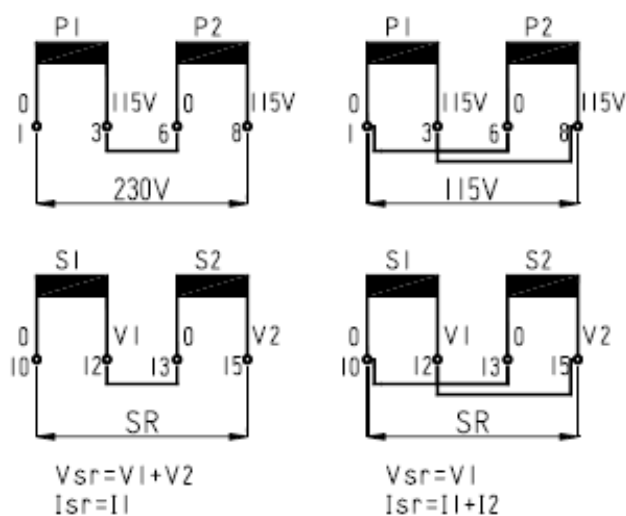 P1 P2 P1 P2
0 115V 0 115V 0 115V 0 115V
1 3 6 8 1 3 6 8
230V 115V
S1 S2 S1 S2
0 V1 0 V2 0 V1 0 V2
10 12 13 15 10 12 13 15
SR SR
Vsr=V1+V2 Vsr=V1
Isr=I1 Isr=I1+I2